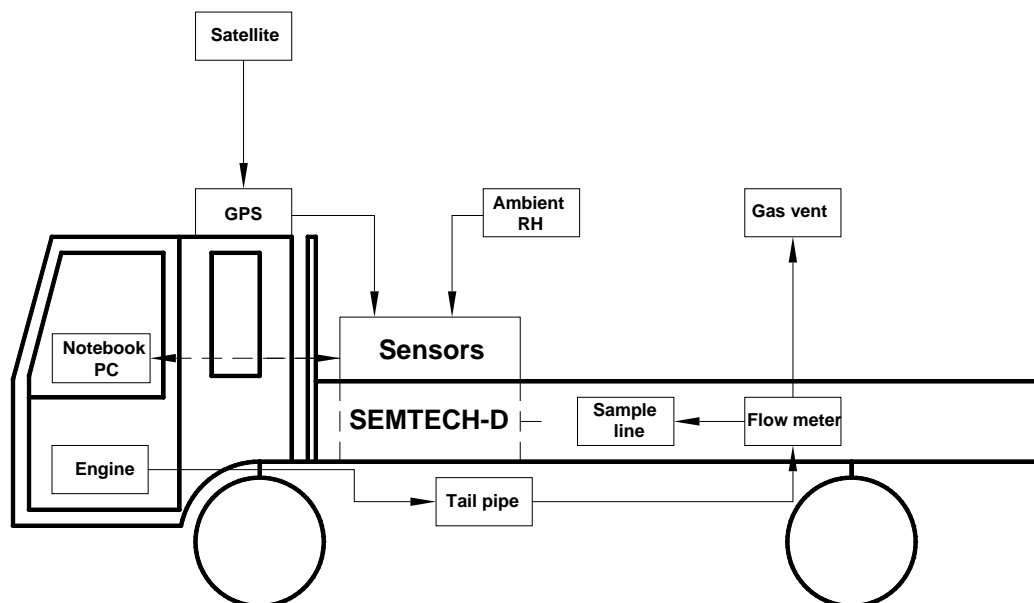 Satellite
GPS
Ambient
RH
Gas vent
Notebook
PC
Sensors
SEMTECH-D
Sample
line
Flow meter
Engine
Tail pipe